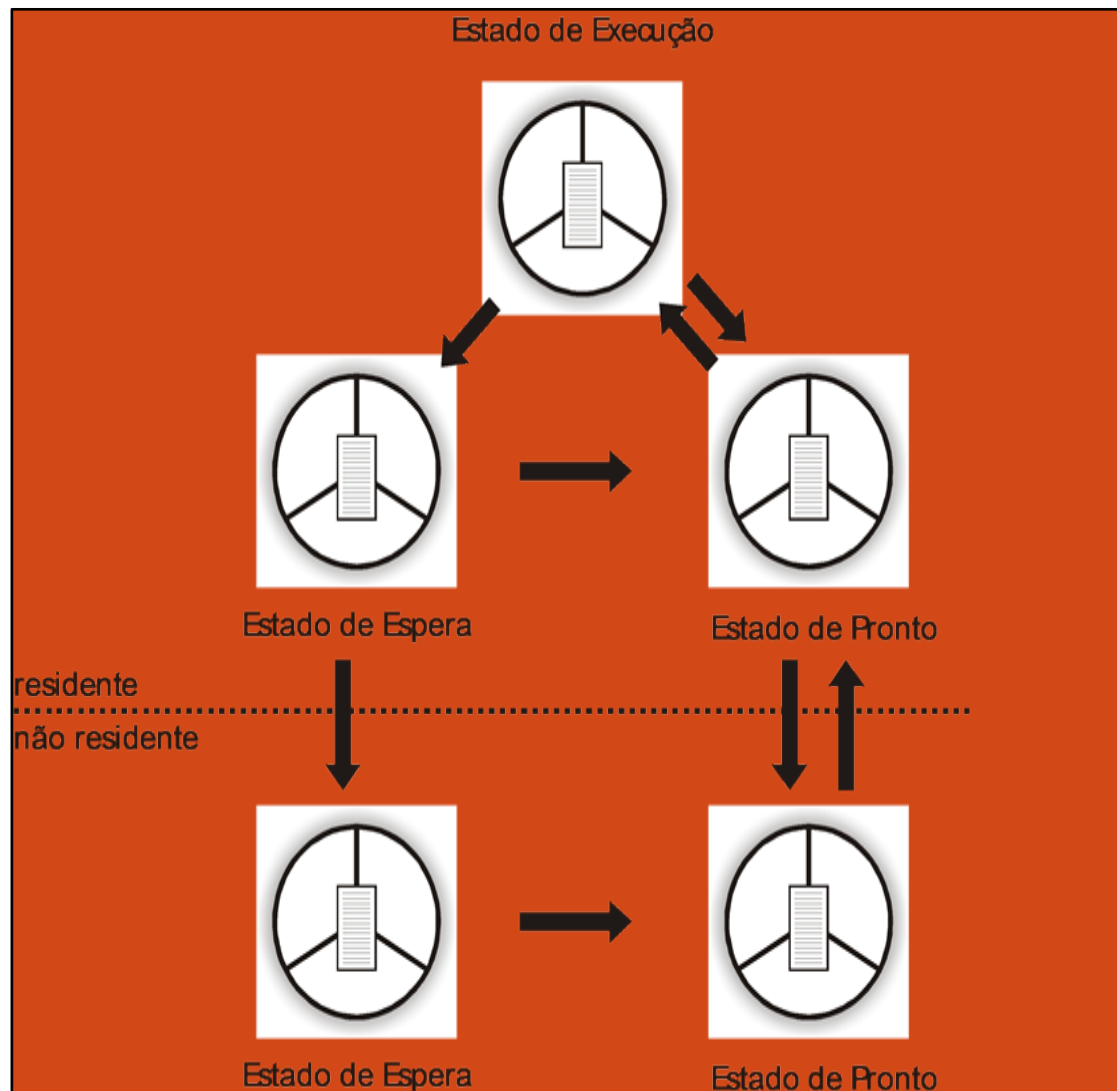 Estado de Execução
Estado de Espera
Estado de Pronto
residente
não residente
Estado de Espera
Estado de Pronto